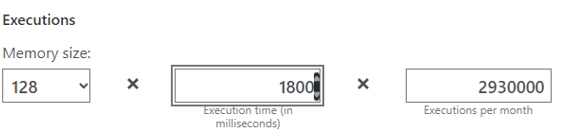 Executions
Memory size:
128 × 1800 × 2930000
Execution time (in
milliseconds)
Executions per month